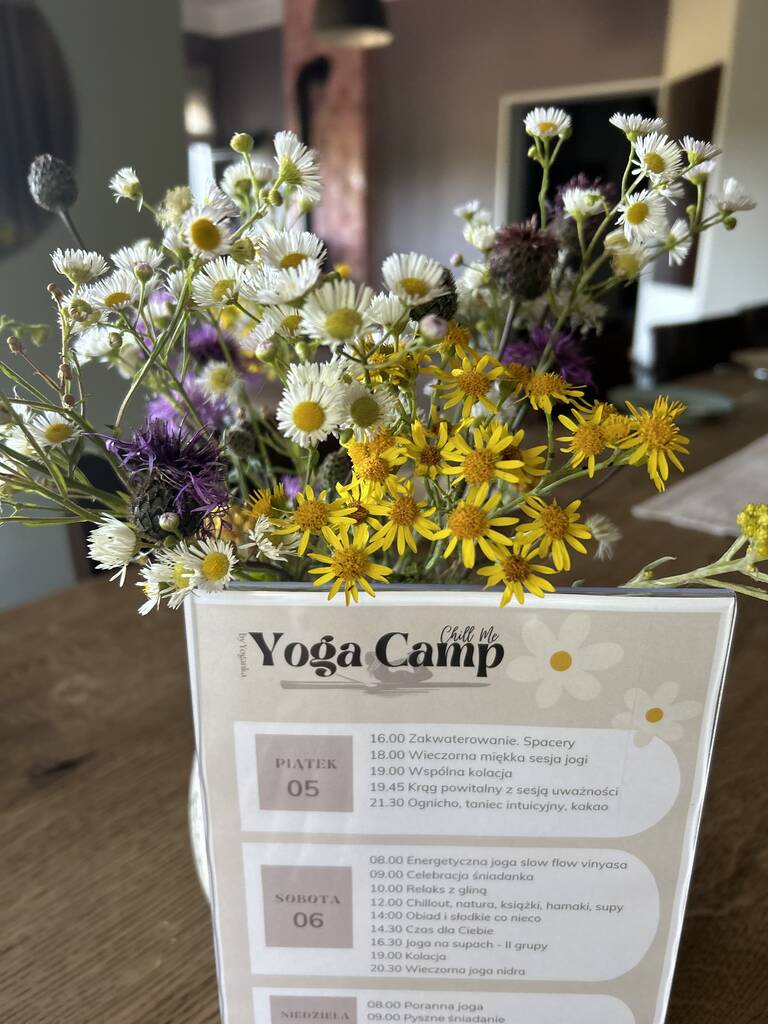 by Yoganka
Chill Me
Yoga Camp
PIĄTEK
05
16.00 Zakwaterowanie. Spacery
18.00 Wieczorna miękka sesja jogi
19.00 Wspólna kolacja
19.45 Krąg powitalny z sesją uważności
21.30 Ognicho, taniec intuicyjny, kakao
SOBOTA
06
08.00 Energetyczna joga slow flow vinyasa
09.00 Celebracja śniadanka
10.00 Relaks z gliną
12.00 Chillout, natura, książki, hamaki, supy
14:00 Obiad i słodkie co nieco
14.30 Czas dla Ciebie
16.30 Joga na supach - II grupy
19.00 Kolacja
20.30 Wieczorna joga nidra
NIEDZIELA
08.00 Poranna joga
09.00 Pyszne śniadanie